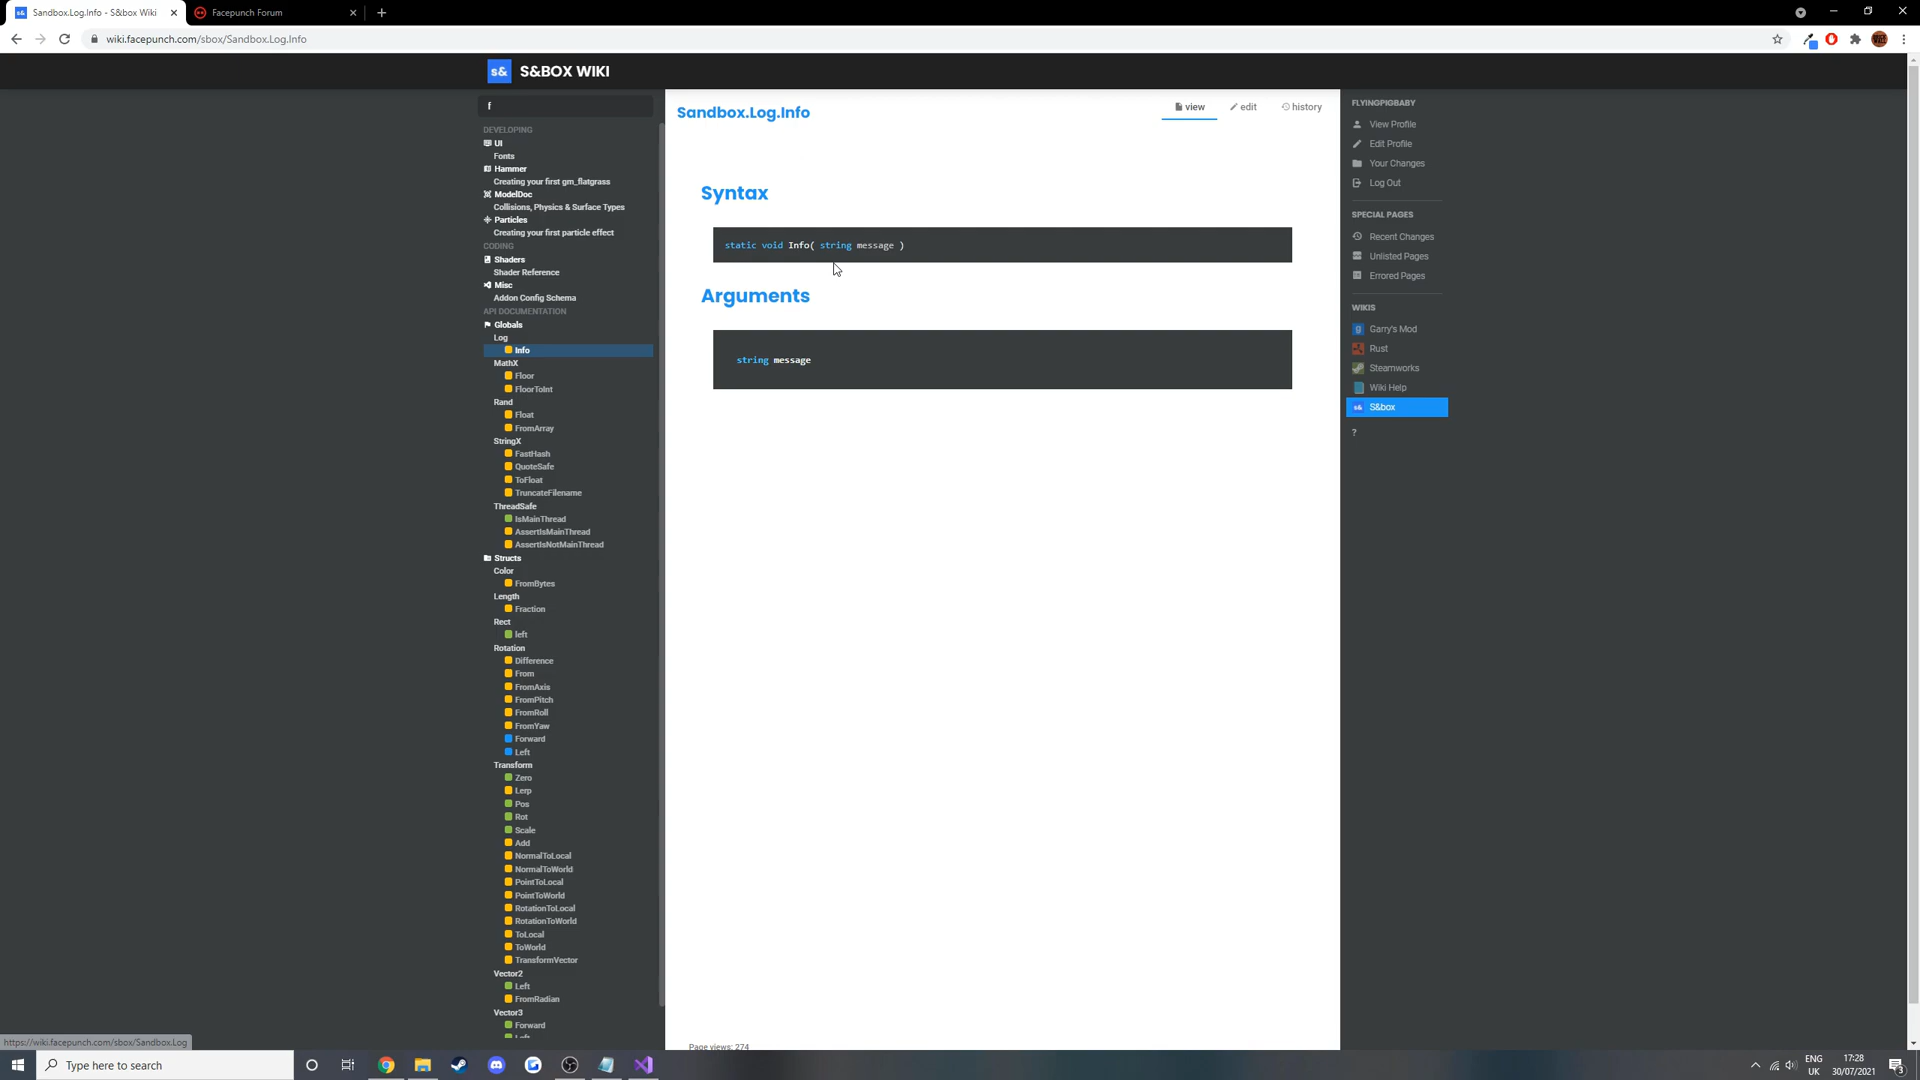 Sandbox.Log.Info - S&box Wiki
Facepunch Forum
wiki.facepunch.com/sbox/Sandbox.Log.Info
s& S&BOX WIKI
f
DEVELOPING
UI
Fonts
Hammer
Creating your first gm_flatgrass
ModelDoc
Collisions, Physics & Surface Types
Particles
Creating your first particle effect
CODING
Shaders
Shader Reference
Misc
Addon Config Schema
API DOCUMENTATION
Globals
Log
Info
MathX
Floor
FloorToInt
Rand
Float
FromArray
StringX
FastHash
QuoteSafe
ToFloat
TruncateFilename
ThreadSafe
IsMainThread
AssertIsMainThread
AssertIsNotMainThread
Structs
Color
FromBytes
Length
Fraction
Rect
left
Rotation
Difference
From
FromAxis
FromPitch
FromRoll
FromYaw
Forward
Left
Transform
Zero
Lerp
Pos
Rot
Scale
Add
NormalToLocal
NormalToWorld
PointToLocal
PointToWorld
RotationToLocal
RotationToWorld
ToLocal
ToWorld
TransformVector
Vector2
Left
FromRadian
Vector3
Forward
Left
Sandbox.Log.Info
view
edit
history
Syntax
static void Info( string message )
Arguments
string message
Page views: 274
FLYINGPIGBABY
View Profile
Edit Profile
Your Changes
Log Out
SPECIAL PAGES
Recent Changes
Unlisted Pages
Errored Pages
WIKIS
Garry's Mod
Rust
Steamworks
Wiki Help
S&box
?
https://wiki.facepunch.com/sbox/Sandbox.Log
Type here to search
ENG
UK
17:28
30/07/2021
3